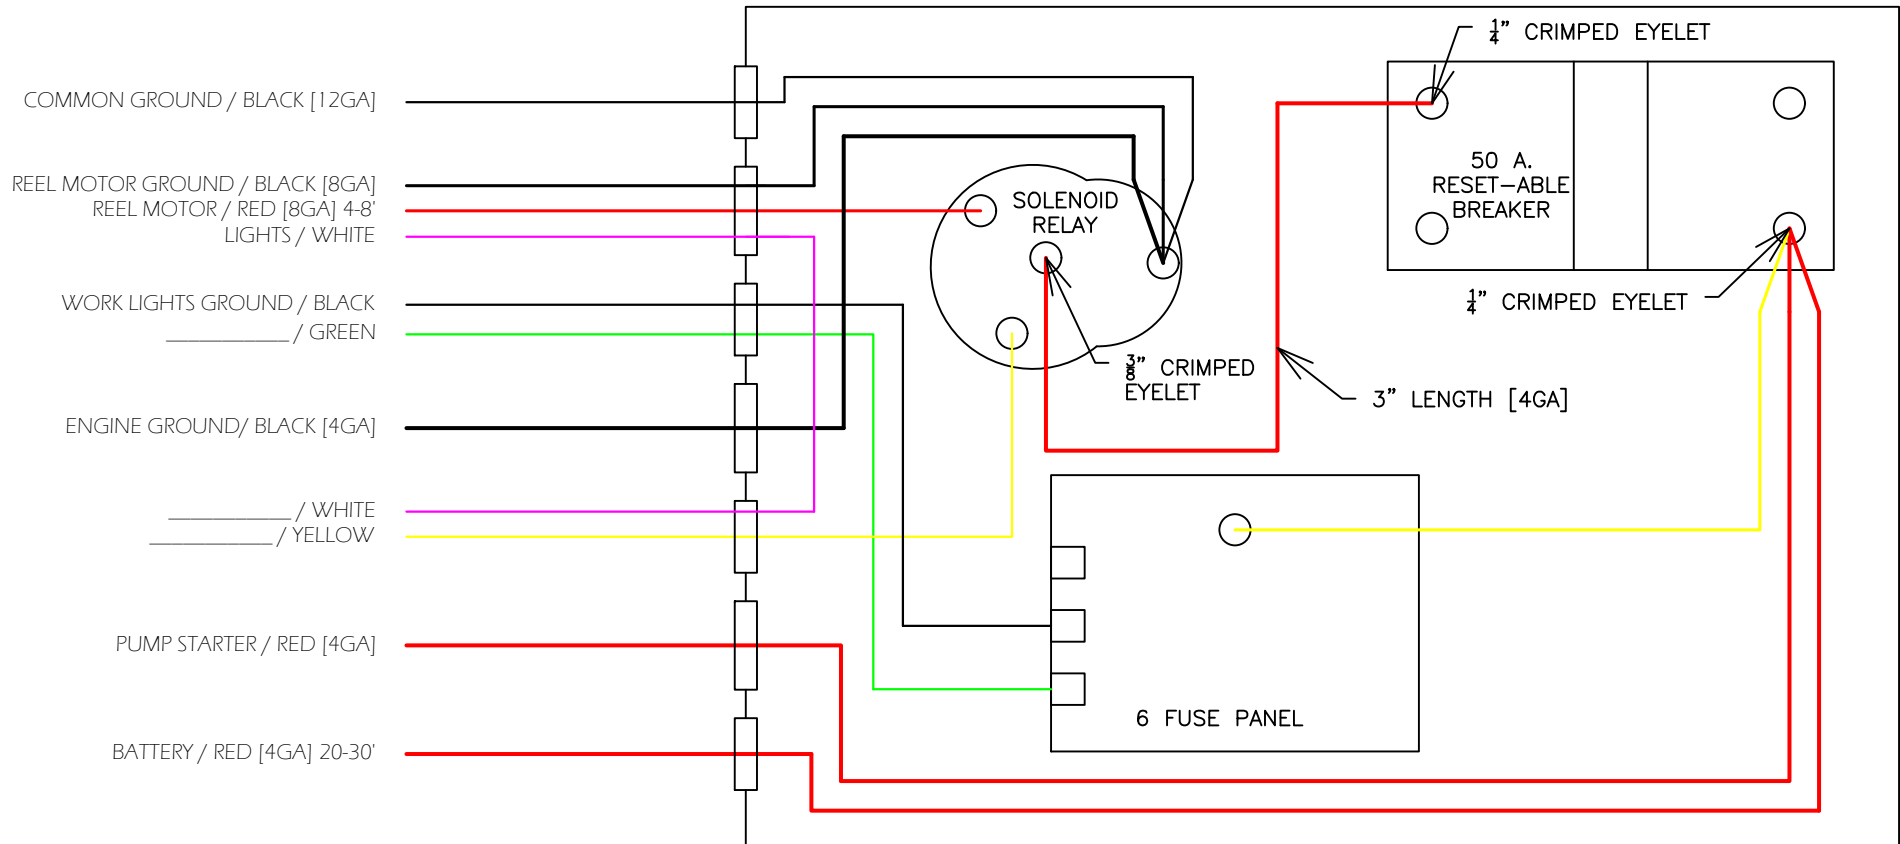 COMMON GROUND / BLACK [12GA]
REEL MOTOR GROUND / BLACK [8GA]
REEL MOTOR / RED [8GA] 4-8'
LIGHTS / WHITE
WORK LIGHTS GROUND / BLACK
___________ / GREEN
ENGINE GROUND/ BLACK [4GA]
___________ / WHITE
___________ / YELLOW
PUMP STARTER / RED [4GA]
BATTERY / RED [4GA] 20-30'
SOLENOID
RELAY
3/8” CRIMPED
EYELET
1/4” CRIMPED EYELET
50 A.
RESET-ABLE
BREAKER
1/4” CRIMPED EYELET
3” LENGTH [4GA]
6 FUSE PANEL